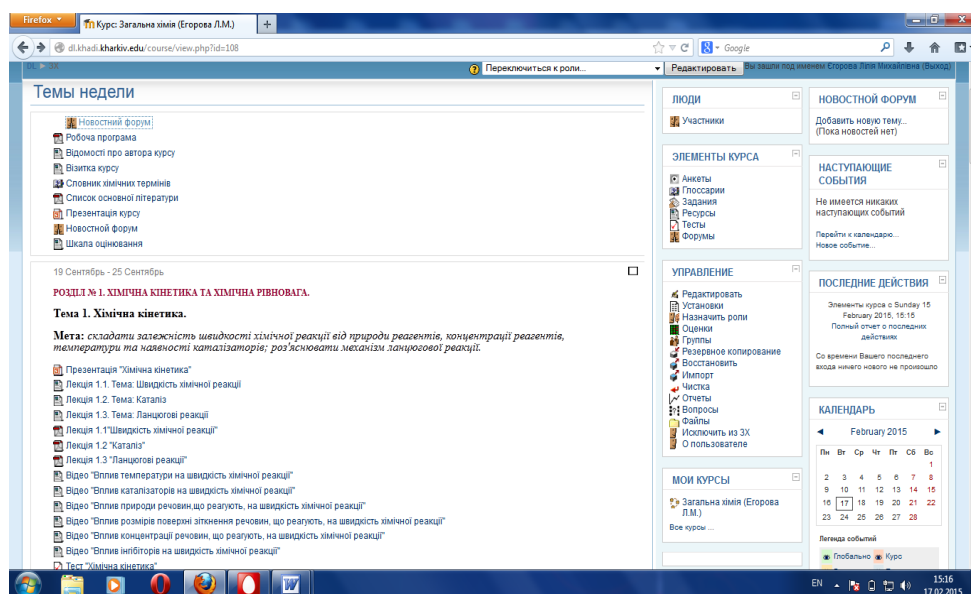 Firefox
Курс: Загальна хімія (Егорова Л.М.)
dl.khadi.kharkiv.edu/course/view.php?id=108
Google
DL ► ЗХ
Переключиться к роли...
Редактировать
Вы зашли под именем Єгорова Лілія Михайлівна (Выход)
Темы недели
Новостний форум
Робоча програма
Відомості про автора курсу
Візитка курсу
Словник хімічних термінів
Список основної літератури
Презентація курсу
Новостной форум
Шкала оцінювання
19 Сентябрь - 25 Сентябрь
РОЗДІЛ № 1. ХІМІЧНА КІНЕТИКА ТА ХІМІЧНА РІВНОВАГА.
Тема 1. Хімічна кінетика.
Мета: складати залежність швидкості хімічної реакції від природи реагентів, концентрації реагентів,
температури та наявності каталізаторів; роз'яснювати механізм ланцюгової реакції.
Презентація "Хімічна кінетика"
Лекція 1.1. Тема: Швидкість хімічної реакції
Лекція 1.2. Тема: Каталіз
Лекція 1.3. Тема: Ланцюгові реакції
Лекція 1.1"Швидкість хімічної реакції"
Лекція 1.2 "Каталіз"
Лекція 1.3 "Ланцюгові реакції"
Відео "Вплив температури на швидкість хімічної реакції"
Відео "Вплив каталізаторів на швидкість хімічної реакції"
Відео "Вплив природи речовин,що реагують, на швидкість хімічної реакції"
Відео "Вплив розмірів поверхні зіткнення речовин, що реагують, на швидкість хімічної реакції"
Відео "Вплив концентрації речовин, що реагують, на швидкість хімічної реакції"
Відео "Вплив інгібіторів на швидкість хімічної реакції"
Тест "Хімічна кінетика"
ЛЮДИ
Участники
ЭЛЕМЕНТЫ КУРСА
Анкеты
Глоссарии
Задания
Ресурсы
Тесты
Форумы
УПРАВЛЕНИЕ
Редактировать
Установки
Назначить роли
Оценки
Группы
Резервное копирование
Восстановить
Импорт
Чистка
Отчеты
Вопросы
Файлы
Исключить из ЗХ
О пользователе
МОИ КУРСЫ
Загальна хімія (Егорова
Л.М.)
Все курсы ...
НОВОСТНОЙ ФОРУМ
Добавить новую тему...
(Пока новостей нет)
НАСТУПАЮЩИЕ
СОБЫТИЯ
Не имеется никаких
наступающих событий
Перейти к календарю...
Новое событие...
ПОСЛЕДНИЕ ДЕЙСТВИЯ
Элементы курса с Sunday 15
February 2015, 15:15
Полный отчет о последних
действиях
Со времени Вашего последнего
входа ничего нового не произошло
КАЛЕНДАРЬ
◄ February 2015 ►
Пн Вт Ср Чт Пт Сб Вс
1
2 3 4 5 6 7 8
9 10 11 12 13 14 15
16 17 18 19 20 21 22
23 24 25 26 27 28
Легенда событий
Глобально Курс
EN
15:16
17.02.2015